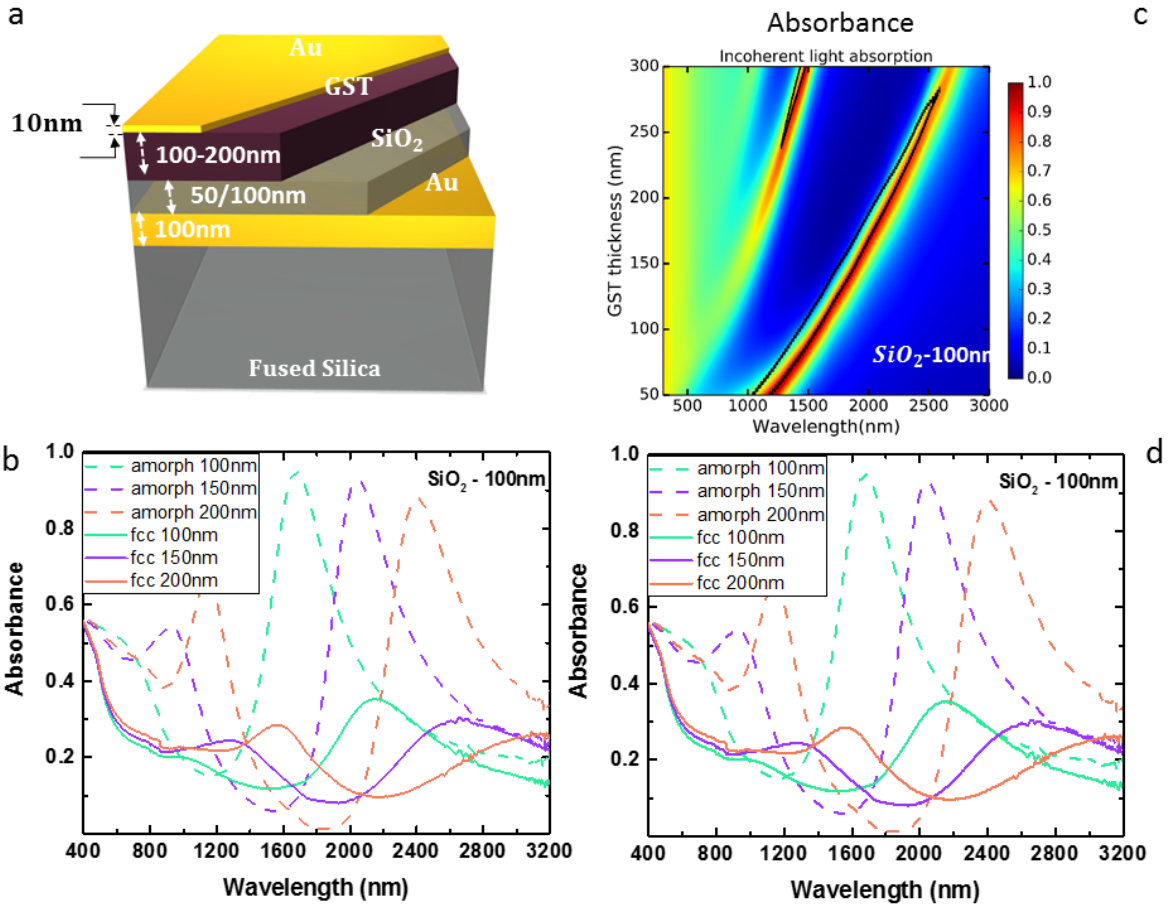 a
Au
GST
10nm
SiO₂
100-200nm
Au
50/100nm
100nm
Fused Silica
Absorbance
c
Incoherent light absorption
300
250
200
150
100
50
GST thickness (nm)
500 1000 1500 2000 2500 3000
Wavelength(nm)
SiO₂-100nm
1.0
0.9
0.8
0.7
0.6
0.5
0.4
0.3
0.2
0.1
0.0
b
1.0
0.8
0.6
0.4
0.2
Absorbance
amorph 100nm
amorph 150nm
amorph 200nm
fcc 100nm
fcc 150nm
fcc 200nm
SiO₂ - 100nm
400 800 1200 1600 2000 2400 2800 3200
Wavelength (nm)
d
1.0
0.8
0.6
0.4
0.2
Absorbance
amorph 100nm
amorph 150nm
amorph 200nm
fcc 100nm
fcc 150nm
fcc 200nm
SiO₂ - 100nm
400 800 1200 1600 2000 2400 2800 3200
Wavelength (nm)